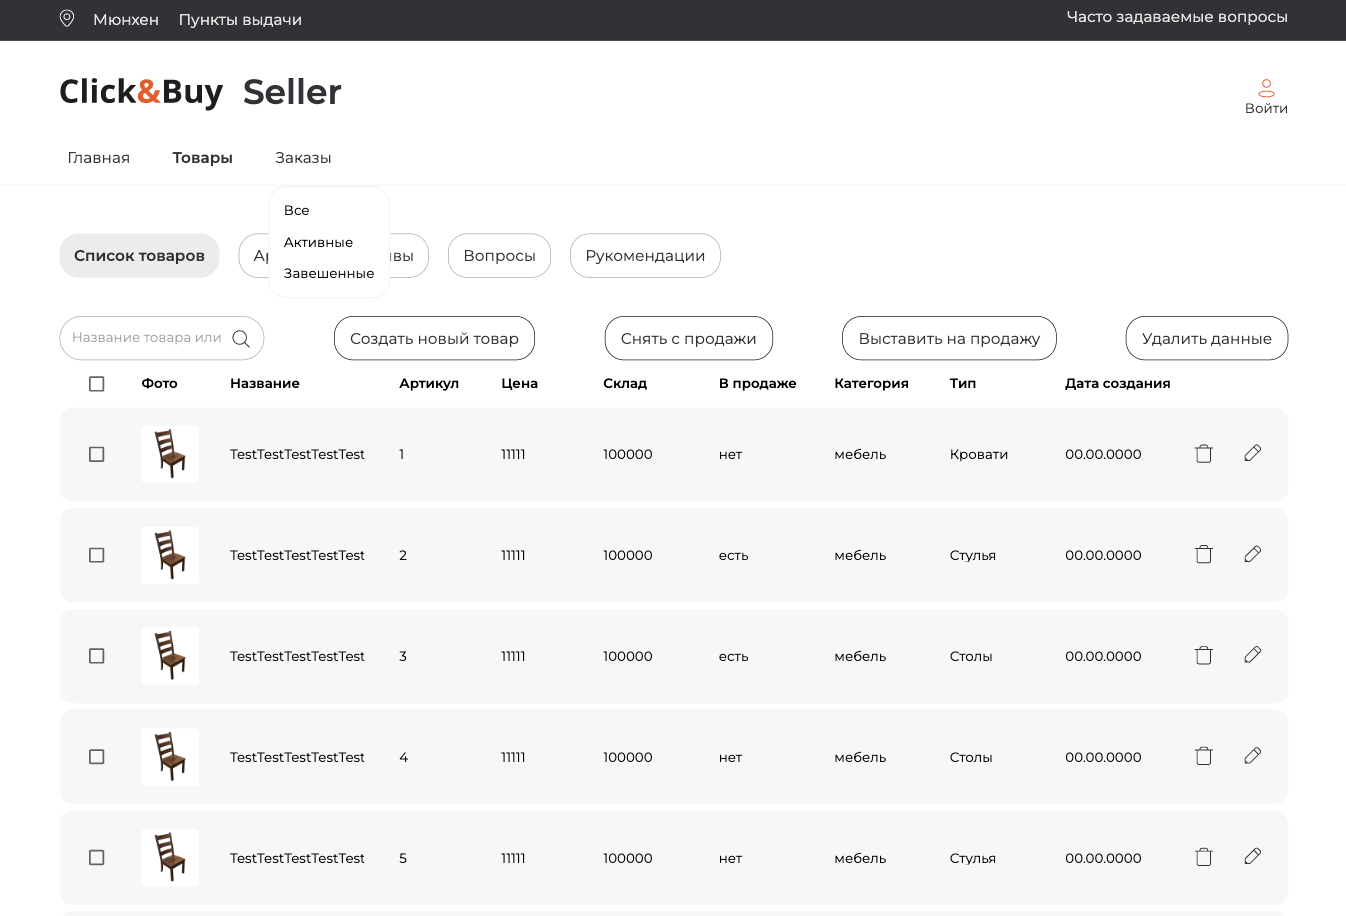 Мюнхен Пункты выдачи Часто задаваемые вопросы
Click&Buy Seller
Войти
Главная Товары Заказы
Все
Активные
Завешенные
Список товаров Вопросы Рукомендации
Название товара или Создать новый товар Снять с продажи Выставить на продажу Удалить данные
Фото Название Артикул Цена Склад В продаже Категория Тип Дата создания
TestTestTestTestTest 1 11111 100000 нет мебель Кровати 00.00.0000
TestTestTestTestTest 2 11111 100000 есть мебель Стулья 00.00.0000
TestTestTestTestTest 3 11111 100000 есть мебель Столы 00.00.0000
TestTestTestTestTest 4 11111 100000 нет мебель Столы 00.00.0000
TestTestTestTestTest 5 11111 100000 нет мебель Стулья 00.00.0000